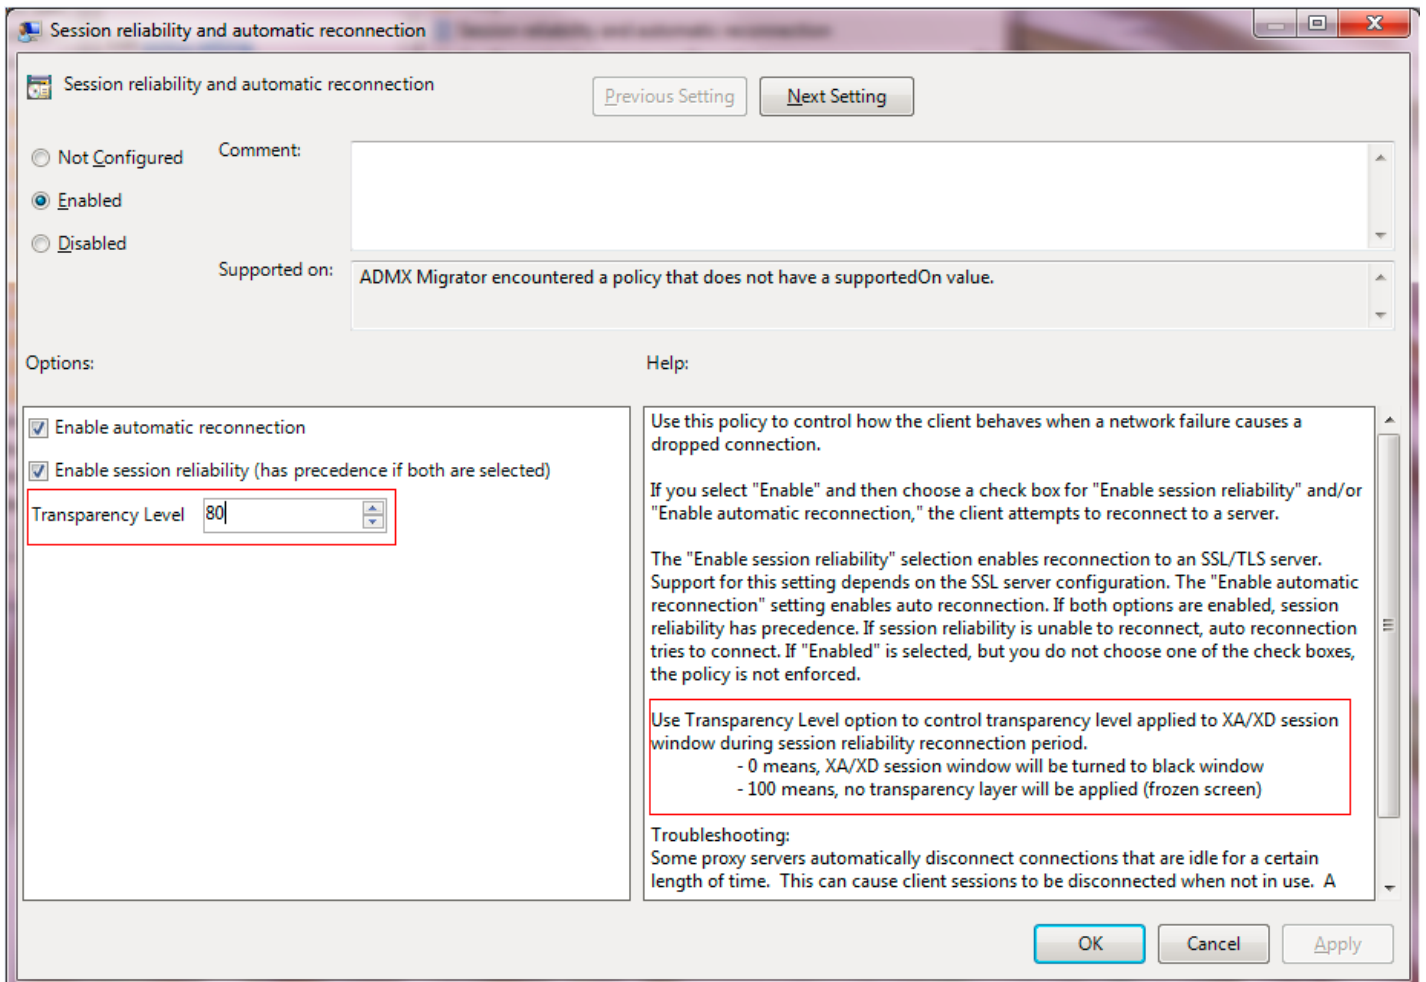 Session reliability and automatic reconnection
Session reliability and automatic reconnection
Previous Setting
Next Setting
Not Configured
Comment:
Enabled
Disabled
Supported on:
ADMX Migrator encountered a policy that does not have a supportedOn value.
Options:
Help:
Enable automatic reconnection
Enable session reliability (has precedence if both are selected)
Transparency Level 80
Use this policy to control how the client behaves when a network failure causes a
dropped connection.
If you select "Enable" and then choose a check box for "Enable session reliability" and/or
"Enable automatic reconnection," the client attempts to reconnect to a server.
The "Enable session reliability" selection enables reconnection to an SSL/TLS server.
Support for this setting depends on the SSL server configuration. The "Enable automatic
reconnection" setting enables auto reconnection. If both options are enabled, session
reliability has precedence. If session reliability is unable to reconnect, auto reconnection
tries to connect. If "Enabled" is selected, but you do not choose one of the check boxes,
the policy is not enforced.
Use Transparency Level option to control transparency level applied to XA/XD session
window during session reliability reconnection period.
- 0 means, XA/XD session window will be turned to black window
- 100 means, no transparency layer will be applied (frozen screen)
Troubleshooting:
Some proxy servers automatically disconnect connections that are idle for a certain
length of time. This can cause client sessions to be disconnected when not in use. A
OK
Cancel
Apply